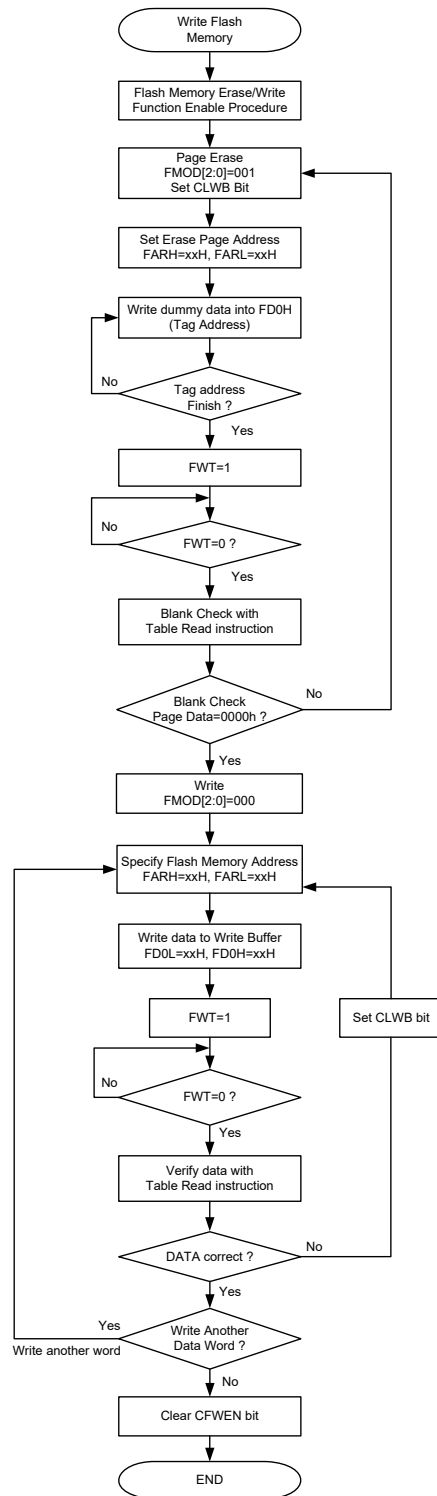 Write Flash
Memory
Flash Memory Erase/Write
Function Enable Procedure
Page Erase
FMOD[2:0]=001
Set CLWB Bit
Set Erase Page Address
FARH=xxH, FARL=xxH
Write dummy data into FD0H
(Tag Address)
No
Tag address
Finish ?
Yes
FWT=1
No
FWT=0 ?
Yes
Blank Check with
Table Read instruction
No
Blank Check
Page Data=0000h ?
Yes
Write
FMOD[2:0]=000
Specify Flash Memory Address
FARH=xxH, FARL=xxH
Write data to Write Buffer
FD0L=xxH, FD0H=xxH
FWT=1
Set CLWB bit
No
FWT=0 ?
Yes
Verify data with
Table Read instruction
No
DATA correct ?
Yes
Yes
Write another word
Write Another
Data Word ?
No
Clear CFWEN bit
END